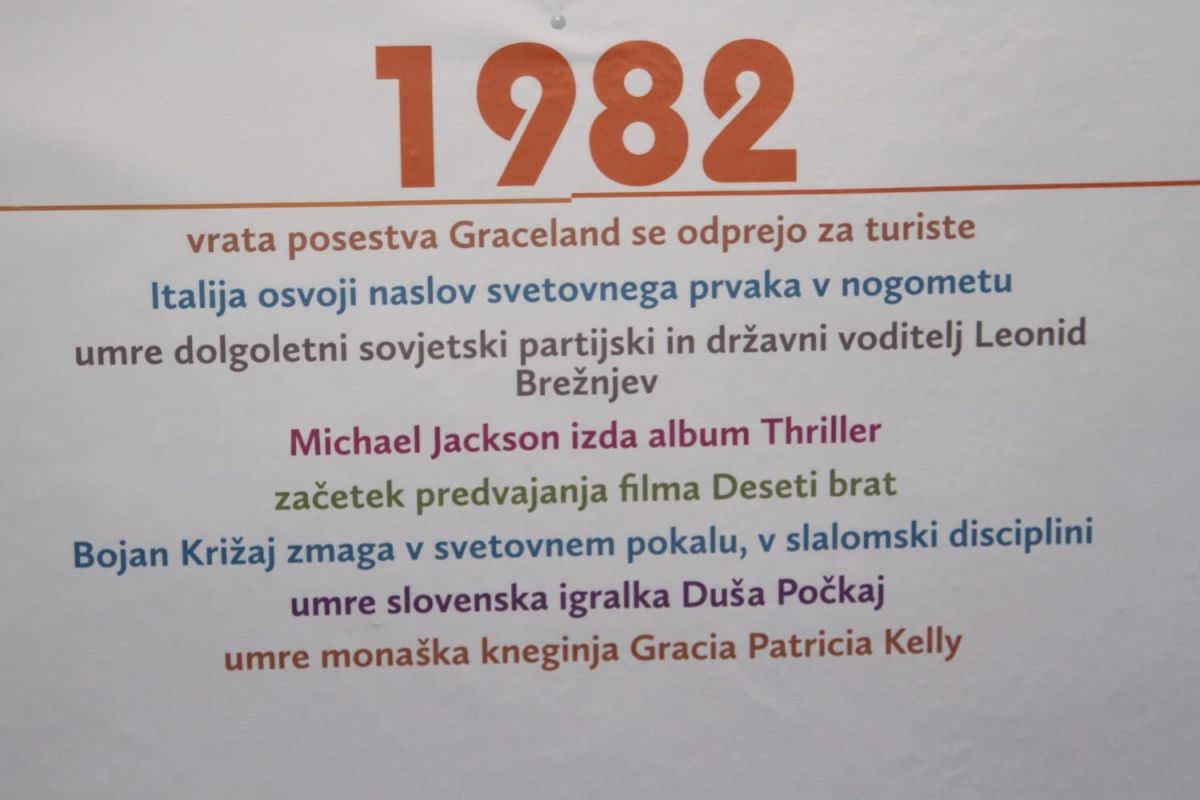 1982
vrata posestva Graceland se odprejo za turiste
Italija osvoji naslov svetovnega prvaka v nogometu
umre dolgoletni sovjetski partijski in državni voditelj Leonid
Brežnjev
Michael Jackson izda album Thriller
začetek predvajanja filma Deseti brat
Bojan Križaj zmaga v svetovnem pokalu, v slalomski disciplini
umre slovenska igralka Duša Počkaj
umre monaška kneginja Gracia Patricia Kelly